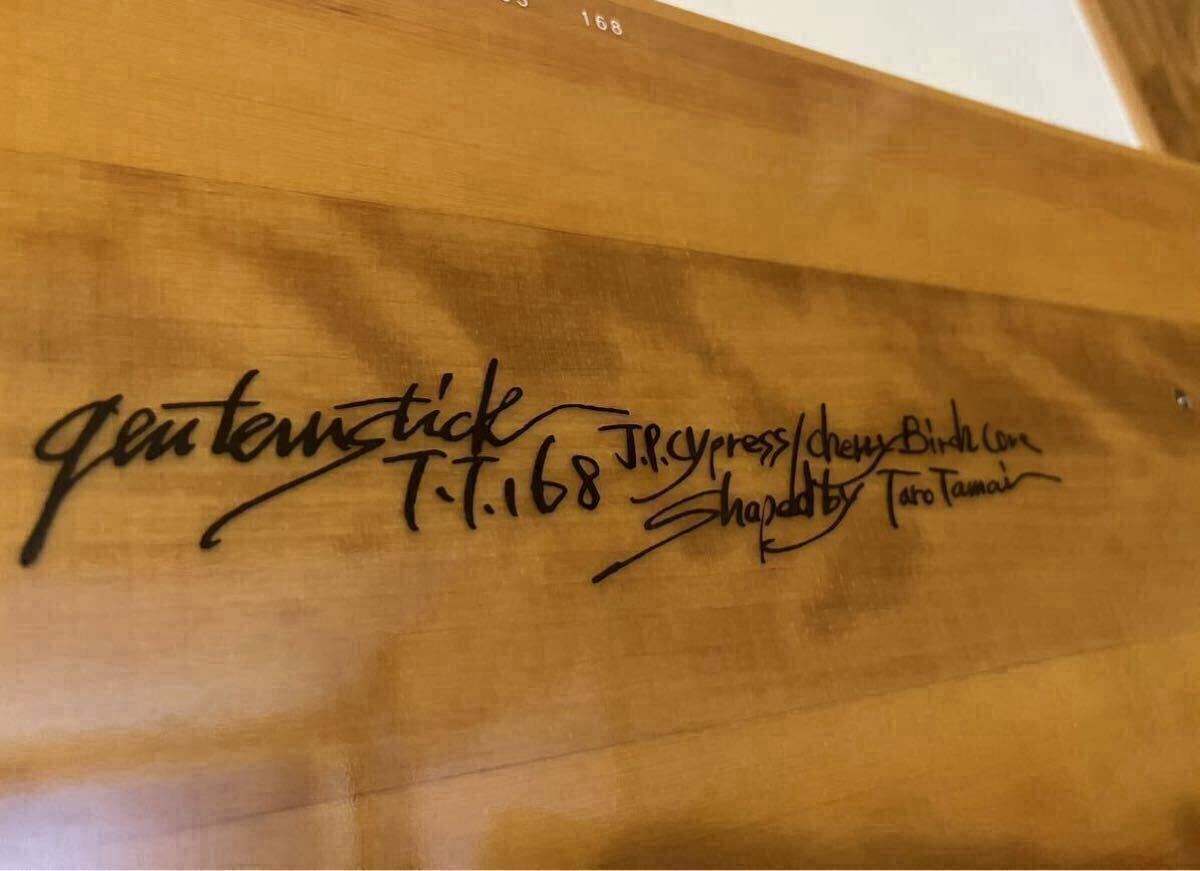 168
gentemstick
T.T.168
J.P.cypress/cherry Birch core
Shaped by Taro Tamai